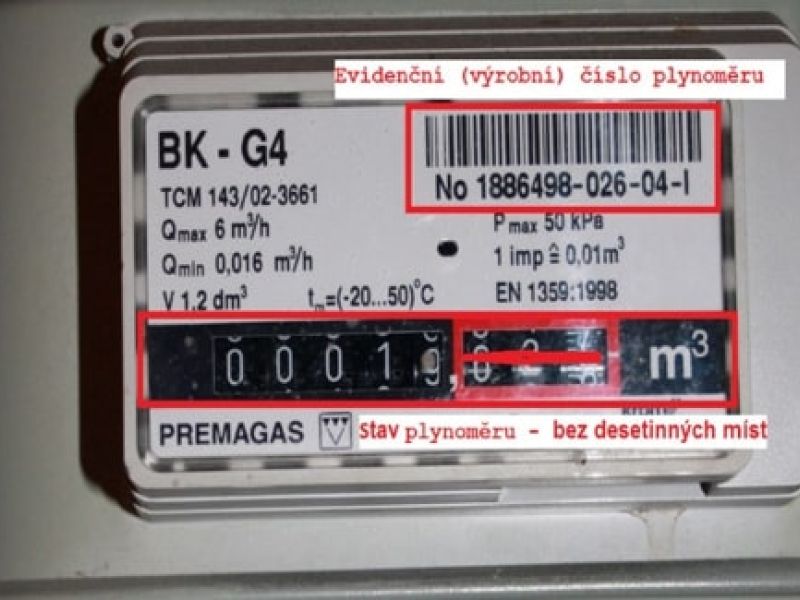 Evidenční (výrobní) číslo plynoměru
BK - G4
No 1886498-026-04-I
TCM 143/02-3661
Qmax 6 m³/h
Pmax 50 kPa
Qmin 0,016 m³/h
1 imp ≙ 0,01m³
V 1,2 dm³
tm=(-20...50)°C
EN 1359:1998
0 0 0 1 9 , m³
PREMAGAS
Stav plynoměru - bez desetinných míst